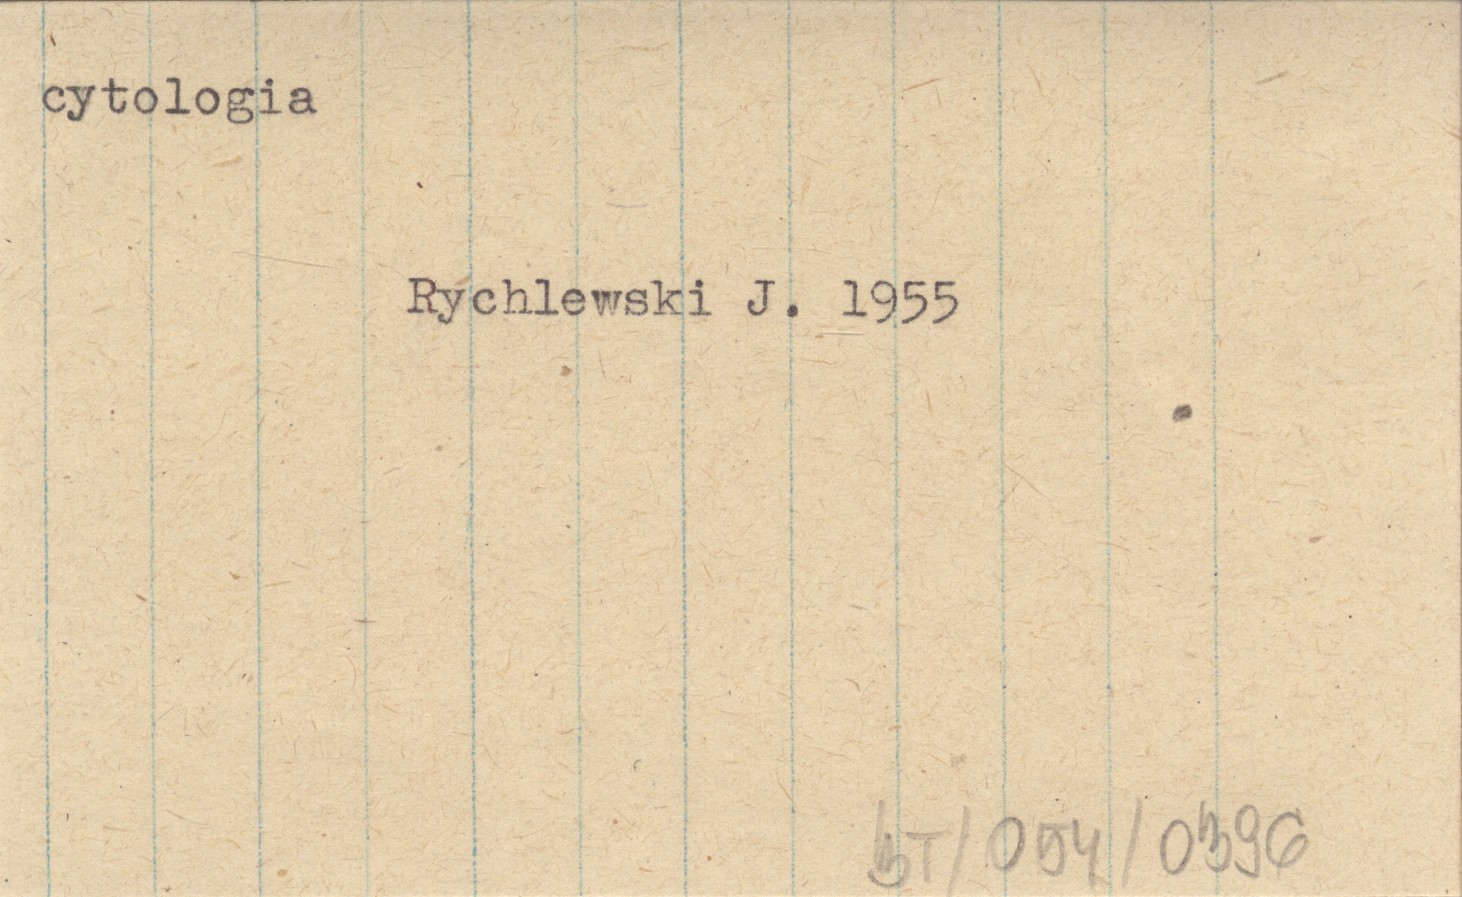 cytologia
Rychlewski J. 1955
BT/054/0396